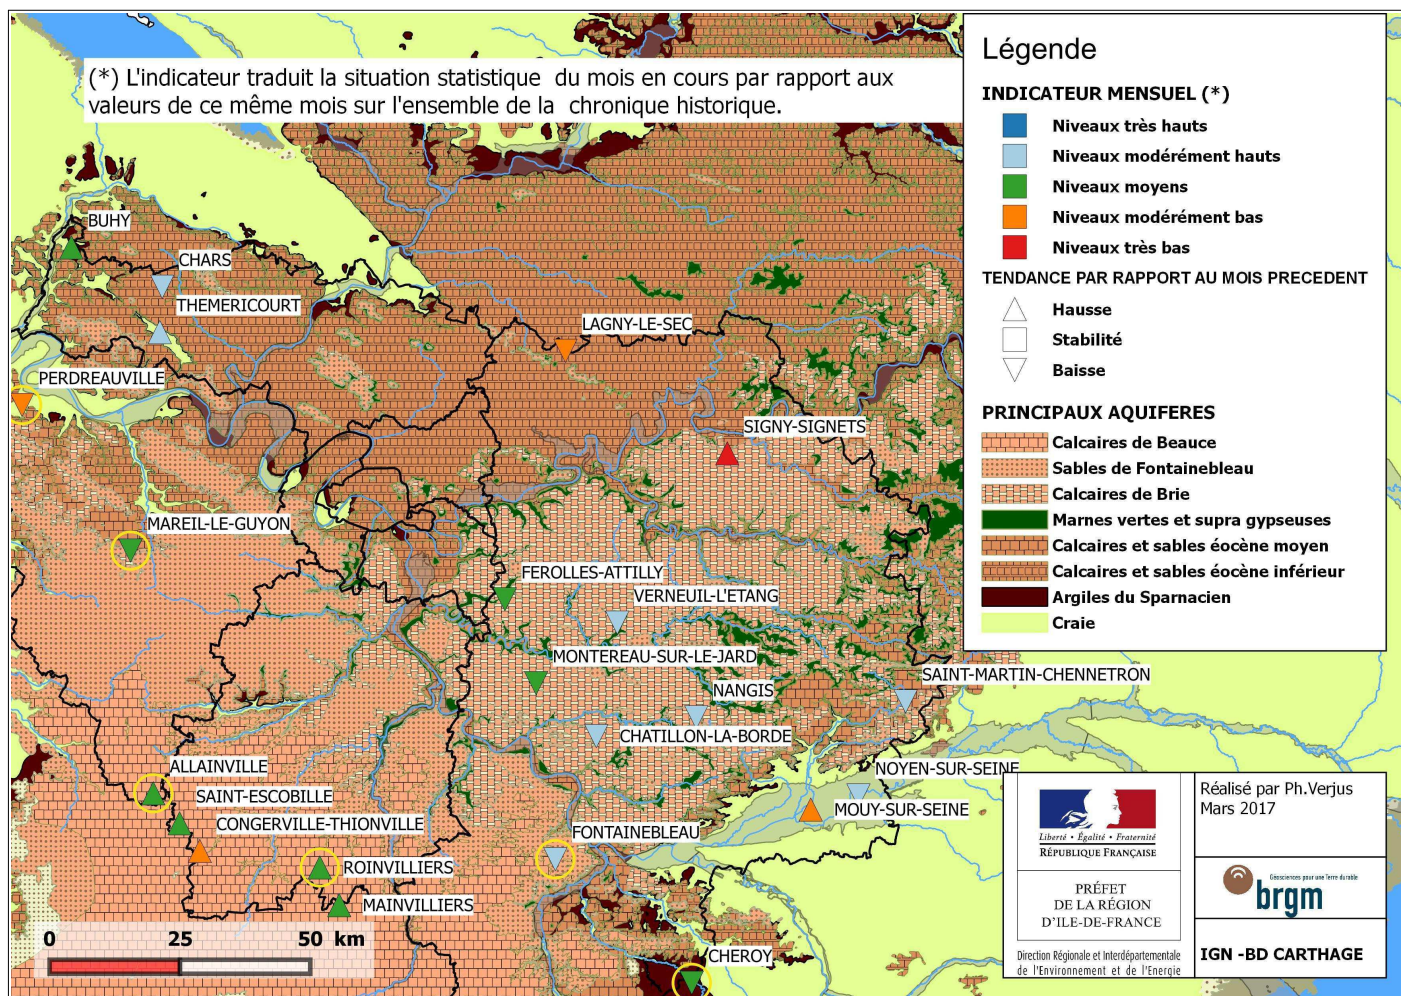 (*) L'indicateur traduit la situation statistique du mois en cours par rapport aux
valeurs de ce même mois sur l'ensemble de la chronique historique.
Légende
INDICATEUR MENSUEL (*)
Niveaux très hauts
Niveaux modérément hauts
Niveaux moyens
Niveaux modérément bas
Niveaux très bas
TENDANCE PAR RAPPORT AU MOIS PRECEDENT
Hausse
Stabilité
Baisse
PRINCIPAUX AQUIFERES
Calcaires de Beauce
Sables de Fontainebleau
Calcaires de Brie
Marnes vertes et supra gypseuses
Calcaires et sables éocène moyen
Calcaires et sables éocène inférieur
Argiles du Sparnacien
Craie
BUHY
CHARS
THEMERICOURT
LAGNY-LE-SEC
PERDREAUVILLE
SIGNY-SIGNETS
MAREIL-LE-GUYON
FEROLLES-ATTILLY
VERNEUIL-L'ETANG
MONTEREAU-SUR-LE-JARD
SAINT-MARTIN-CHENNETRON
NANGIS
CHATILLON-LA-BORDE
ALLAINVILLE
NOYEN-SUR-SEINE
SAINT-ESCOBILLE
MOUY-SUR-SEINE
CONGERVILLE-THIONVILLE
FONTAINEBLEAU
ROINVILLIERS
MAINVILLIERS
CHEROY
0 25 50 km
Liberté • Égalité • Fraternité
RÉPUBLIQUE FRANÇAISE
PRÉFET
DE LA RÉGION
D'ILE-DE-FRANCE
Direction Régionale et Interdépartementale
de l'Environnement et de l'Energie
Réalisé par Ph.Verjus
Mars 2017
Géosciences pour une Terre durable
brgm
IGN -BD CARTHAGE